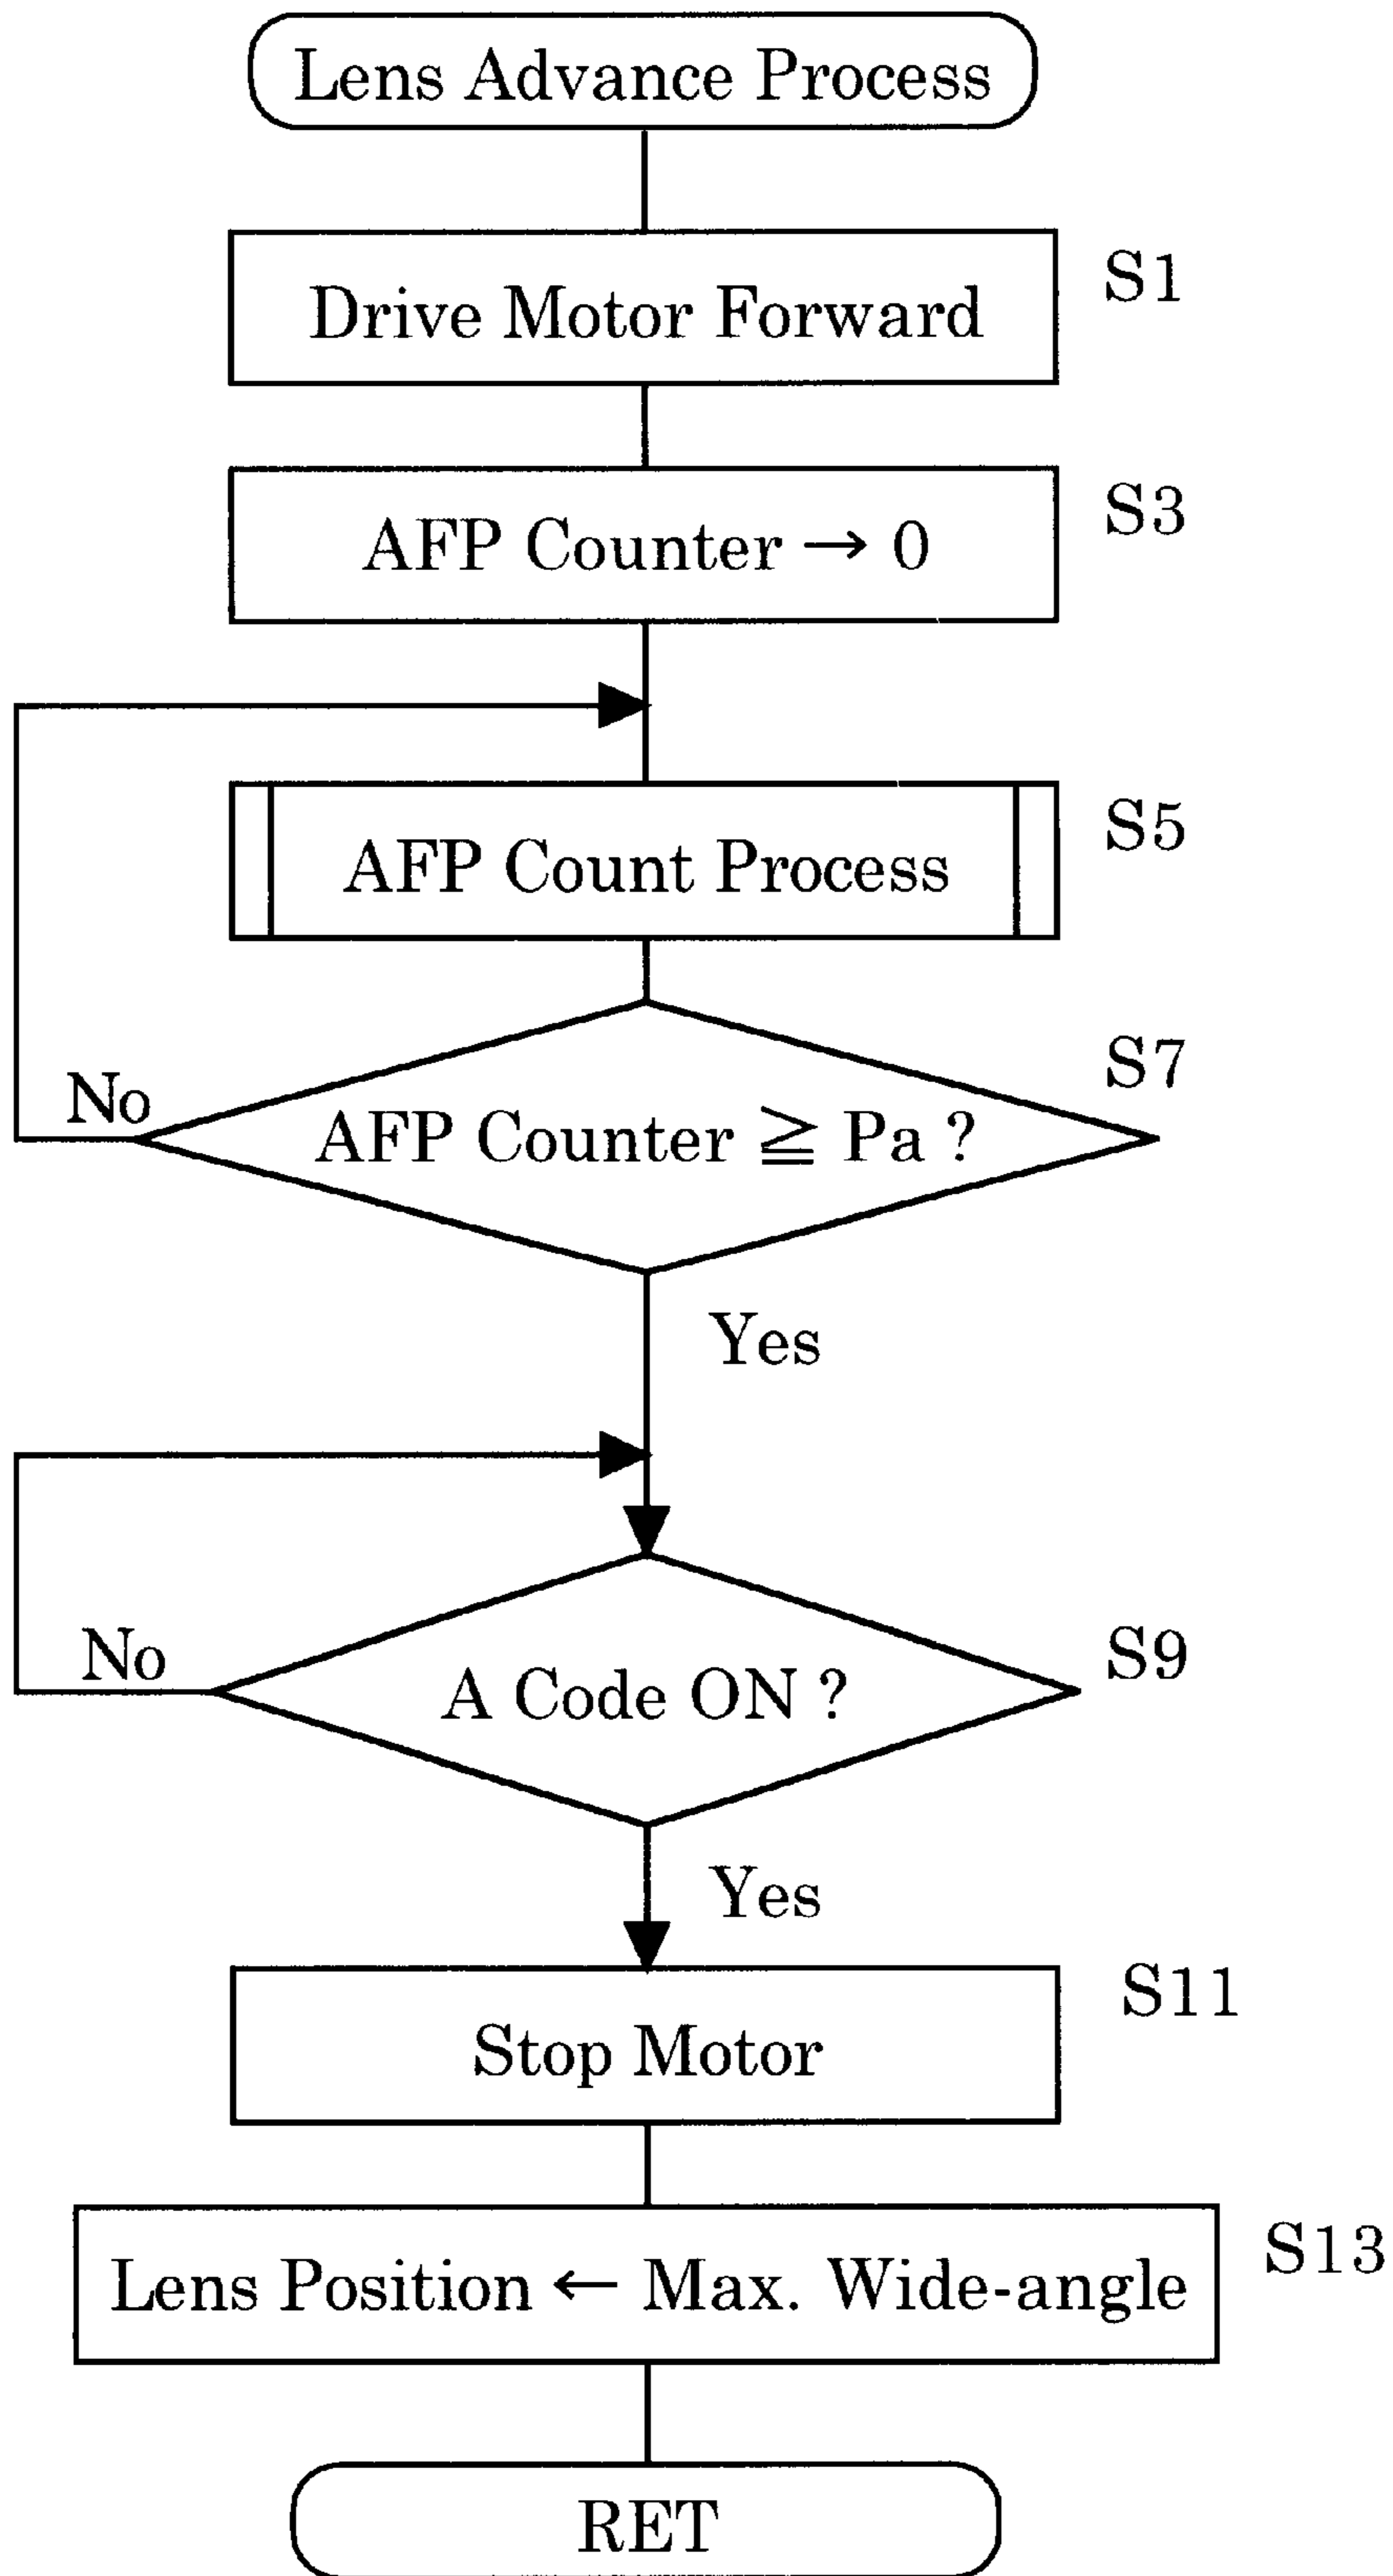 Lens Advance Process
Drive Motor Forward
S1
AFP Counter → 0
S3
AFP Count Process
S5
AFP Counter ≧ Pa ?
S7
No
Yes
A Code ON ?
S9
No
Yes
Stop Motor
S11
Lens Position ← Max. Wide-angle
S13
RET